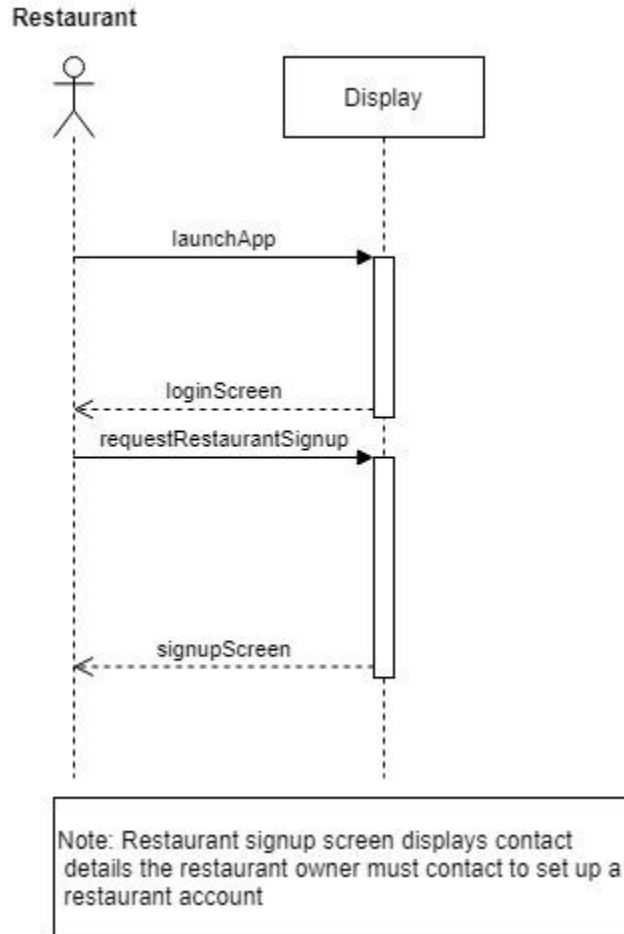 Restaurant
Display
launchApp
loginScreen
requestRestaurantSignup
signupScreen
Note: Restaurant signup screen displays contact
details the restaurant owner must contact to set up a
restaurant account